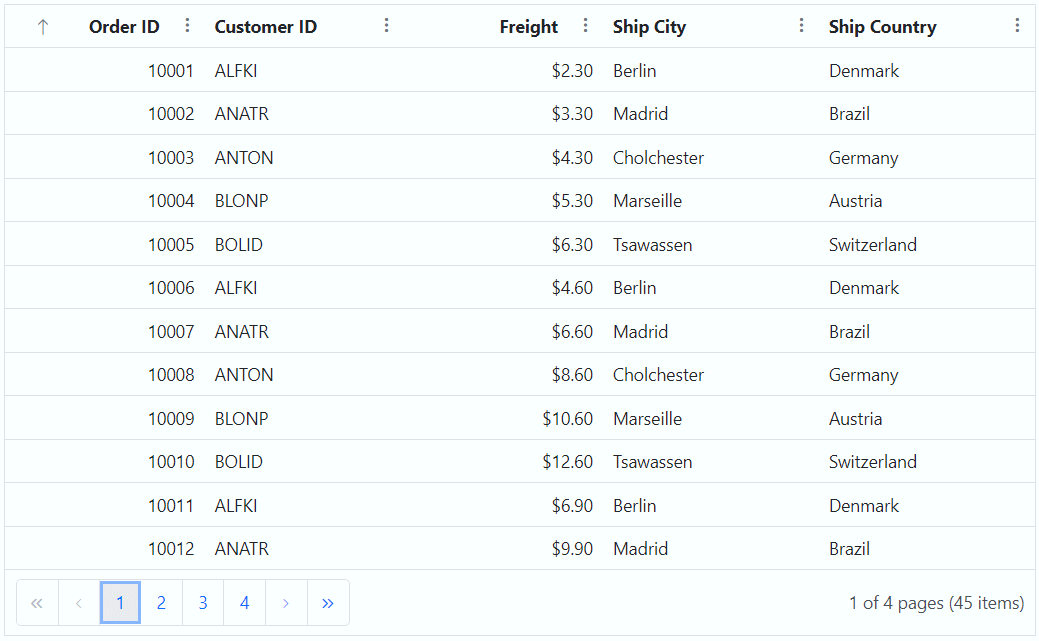 Order ID Customer ID Freight Ship City Ship Country
10001 ALFKI $2.30 Berlin Denmark
10002 ANATR $3.30 Madrid Brazil
10003 ANTON $4.30 Cholchester Germany
10004 BLONP $5.30 Marseille Austria
10005 BOLID $6.30 Tsawassen Switzerland
10006 ALFKI $4.60 Berlin Denmark
10007 ANATR $6.60 Madrid Brazil
10008 ANTON $8.60 Cholchester Germany
10009 BLONP $10.60 Marseille Austria
10010 BOLID $12.60 Tsawassen Switzerland
10011 ALFKI $6.90 Berlin Denmark
10012 ANATR $9.90 Madrid Brazil
« ‹ 1 2 3 4 › » 1 of 4 pages (45 items)